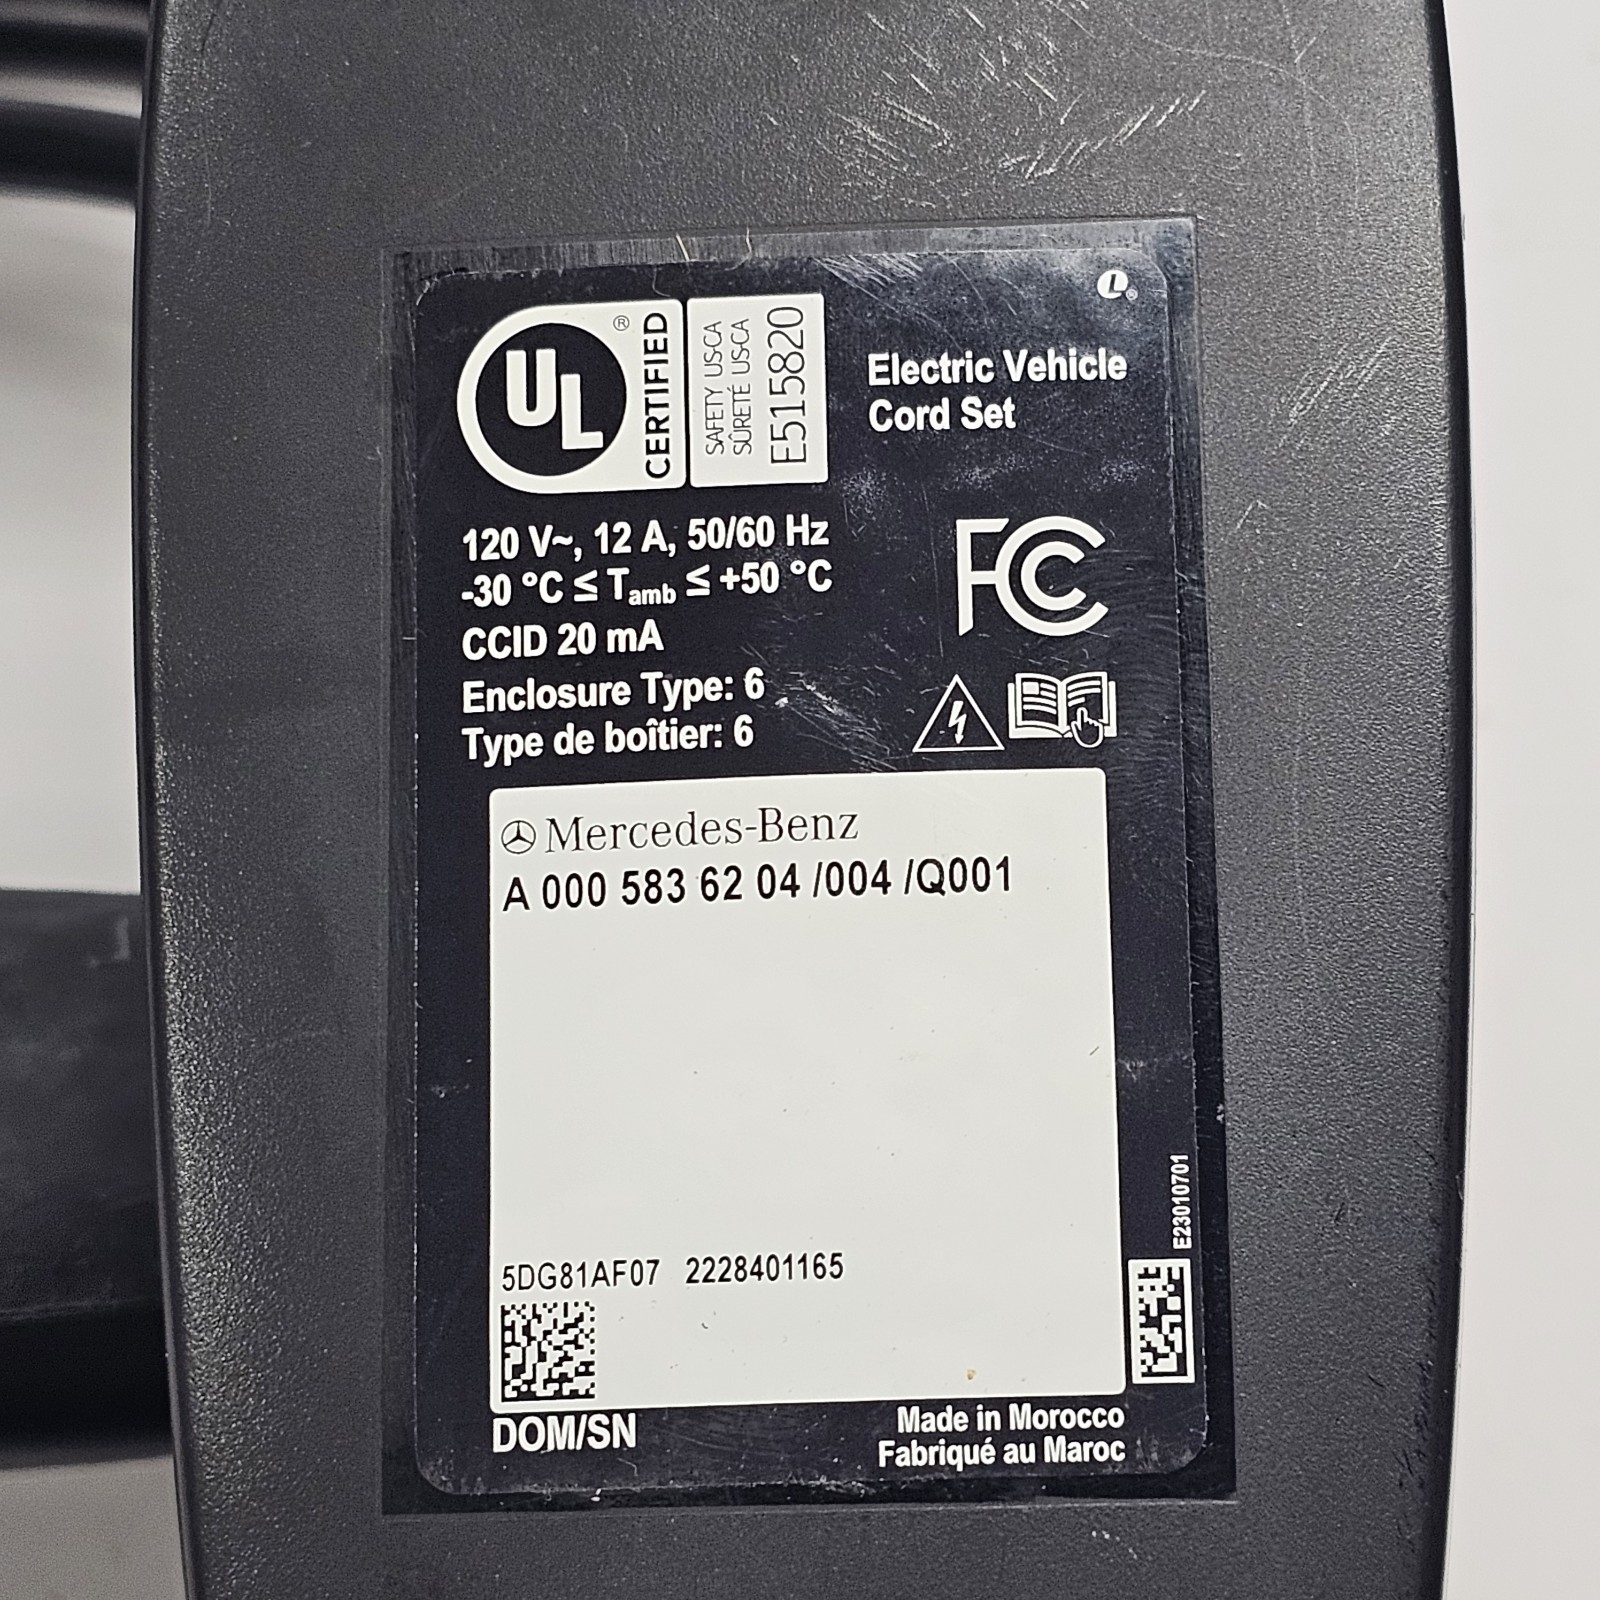 UL ® CERTIFIED
SAFETY US-CA
SÛRETÉ US-CA
E515820
L ®
Electric Vehicle
Cord Set
120 V~, 12 A, 50/60 Hz
-30 °C ≤ Tamb ≤ +50 °C
CCID 20 mA
Enclosure Type: 6
Type de boîtier: 6
FC
Mercedes-Benz
A 000 583 62 04 /004 /Q001
E23010701
5DG81AF07 2228401165
DOM/SN
Made in Morocco
Fabriqué au Maroc